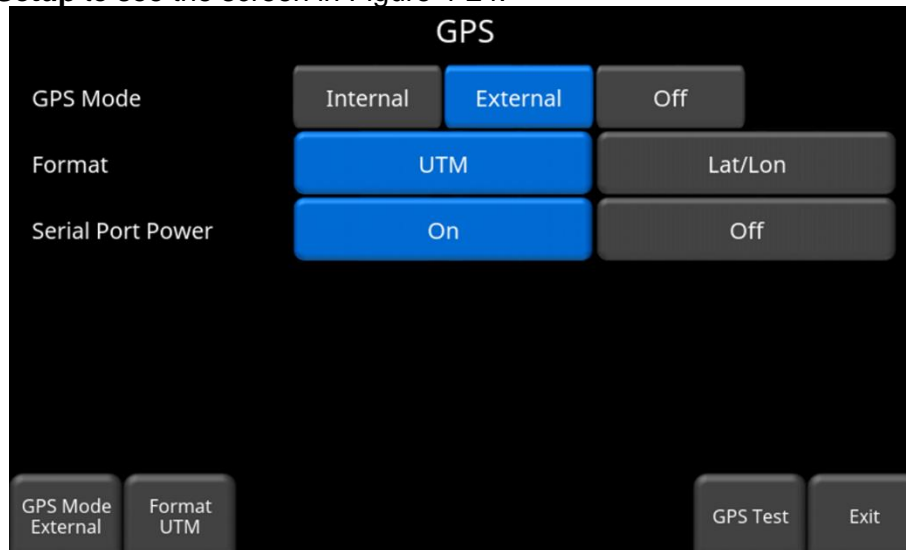 setup to see the screen in Figure 4-24.
GPS
GPS Mode Internal External Off
Format UTM Lat/Lon
Serial Port Power On Off
GPS Mode External
Format UTM
GPS Test
Exit